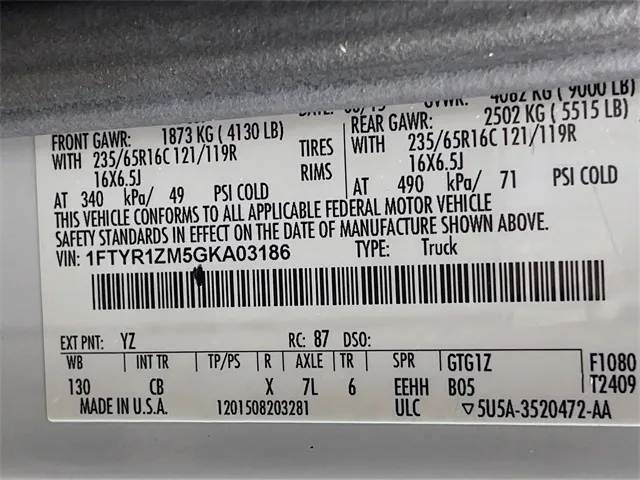 GVWR: 4082 KG ( 9000 LB)
FRONT GAWR: 1873 KG ( 4130 LB) REAR GAWR: 2502 KG ( 5515 LB)
WITH 235/65R16C 121/119R TIRES WITH 235/65R16C 121/119R
16X6.5J RIMS 16X6.5J
AT 340 kPa/ 49 PSI COLD AT 490 kPa/ 71 PSI COLD
THIS VEHICLE CONFORMS TO ALL APPLICABLE FEDERAL MOTOR VEHICLE
SAFETY STANDARDS IN EFFECT ON THE DATE OF MANUFACTURE SHOWN ABOVE.
VIN: 1FTYR1ZM5GKA03186 TYPE: Truck
EXT PNT: YZ RC: 87 DSO:
WB INT TR TP/PS R AXLE TR SPR GTG1Z F1080
130 CB X 7L 6 EEHH B05 T2409
MADE IN U.S.A. 1201508203281 ULC ▽5U5A-3520472-AA